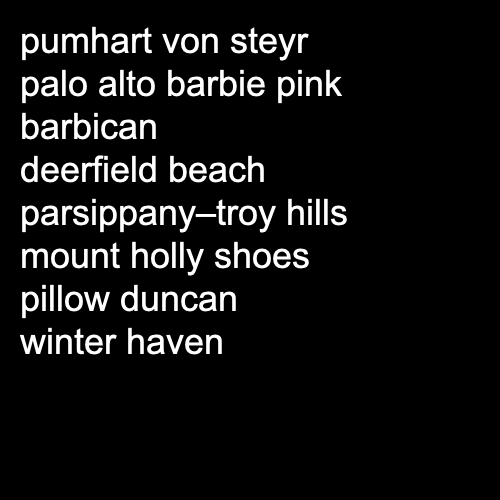 pumhart von steyr
palo alto barbie pink
barbican
deerfield beach
parsippany–troy hills
mount holly shoes
pillow duncan
winter haven